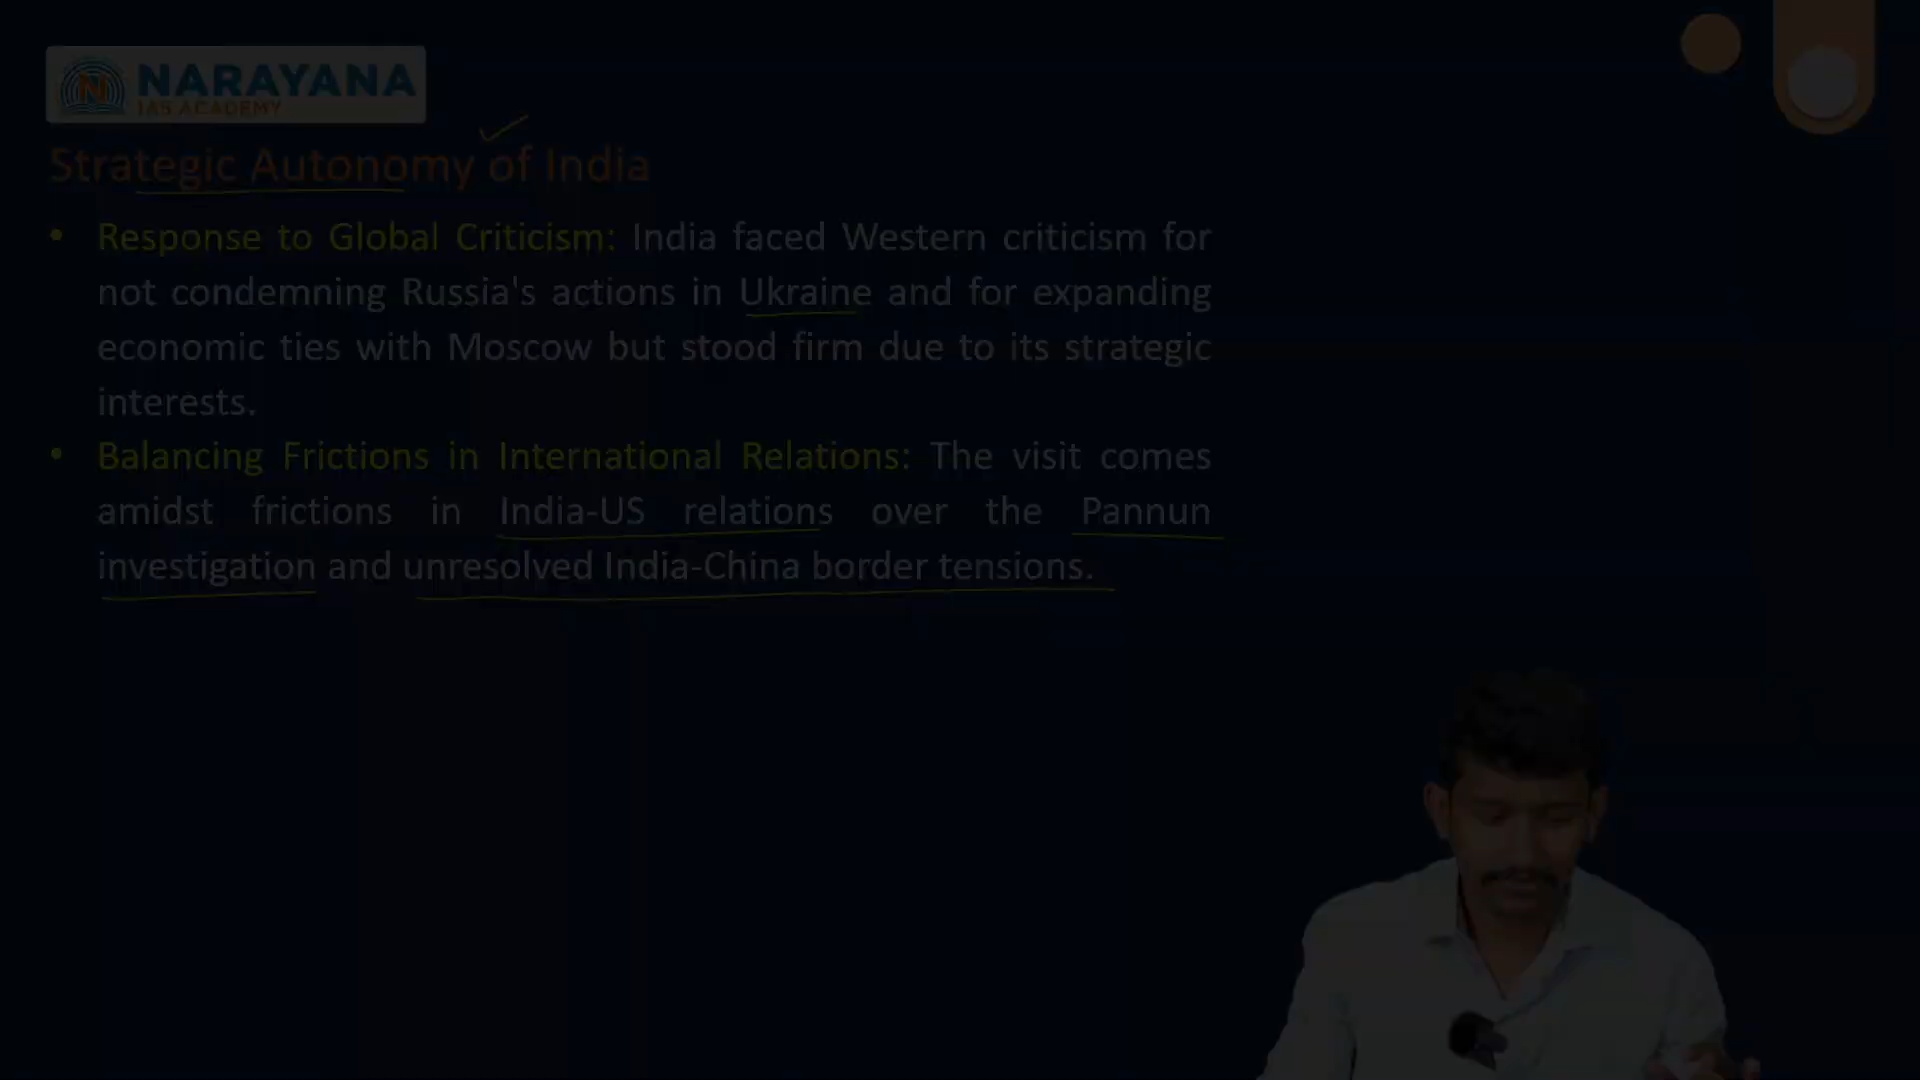 NARAYANA
IAS ACADEMY
Strategic Autonomy of India
• Response to Global Criticism: India faced Western criticism for
not condemning Russia's actions in Ukraine and for expanding
economic ties with Moscow but stood firm due to its strategic
interests.
• Balancing Frictions in International Relations: The visit comes
amidst frictions in India-US relations over the Pannun
investigation and unresolved India-China border tensions.